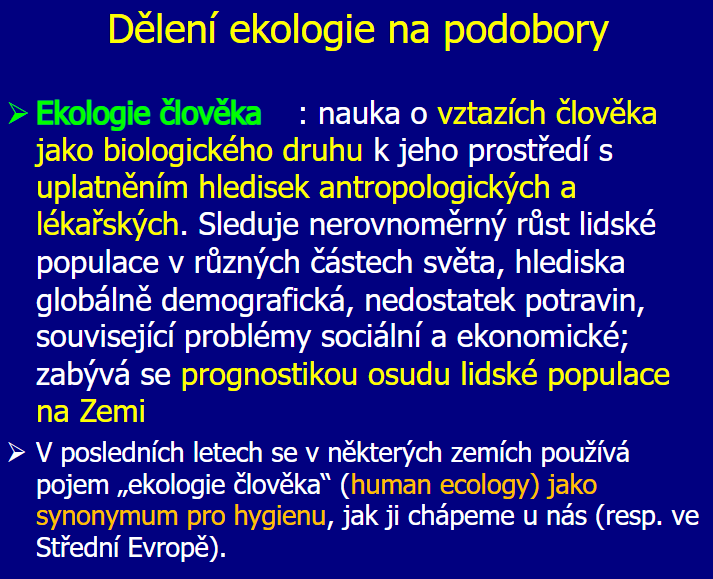 Dělení ekologie na podobory
➢ Ekologie člověka : nauka o vztazích člověka
jako biologického druhu k jeho prostředí s
uplatněním hledisek antropologických a
lékařských. Sleduje nerovnoměrný růst lidské
populace v různých částech světa, hlediska
globálně demografická, nedostatek potravin,
související problémy sociální a ekonomické;
zabývá se prognostikou osudu lidské populace
na Zemi
➢ V posledních letech se v některých zemích používá
pojem „ekologie člověka“ (human ecology) jako
synonymum pro hygienu, jak ji chápeme u nás (resp. ve
Střední Evropě).